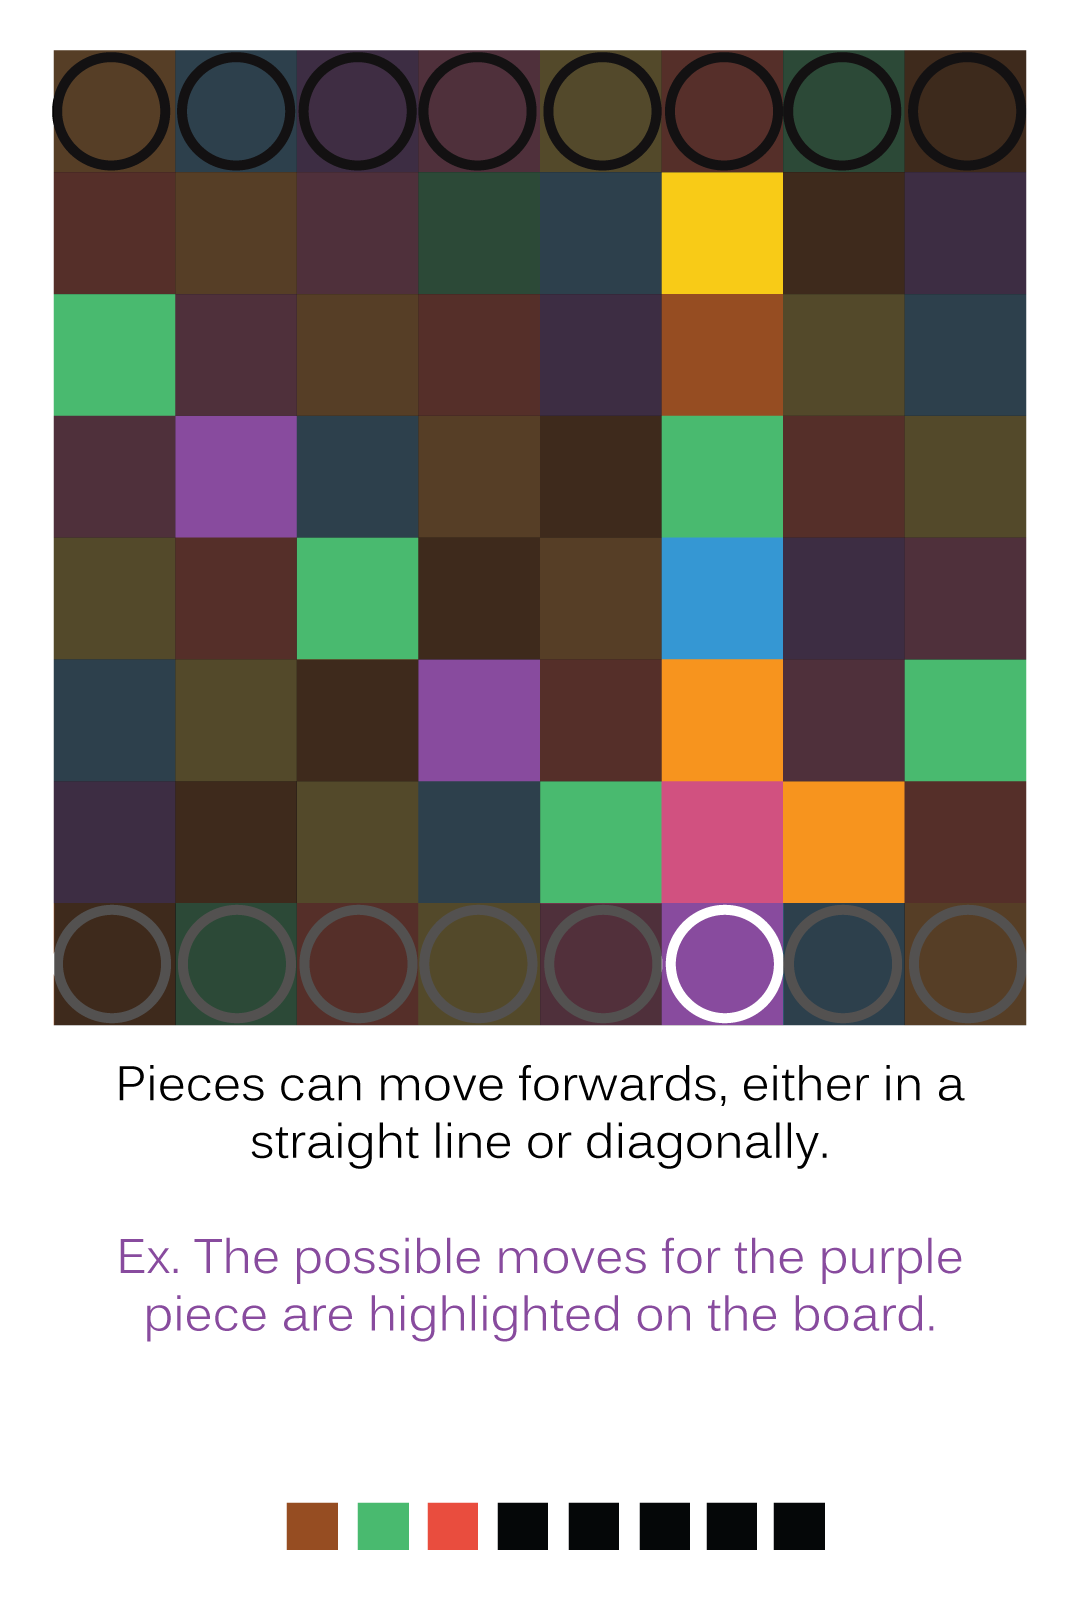 Pieces can move forwards, either in a
straight line or diagonally.
Ex. The possible moves for the purple
piece are highlighted on the board.